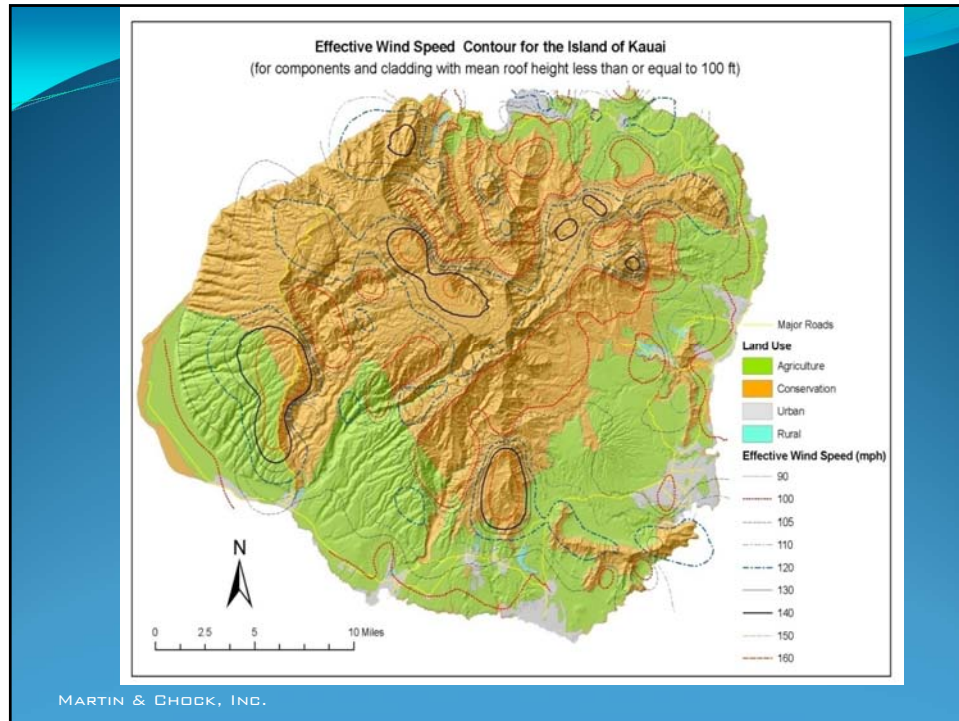 Effective Wind Speed Contour for the Island of Kauai
(for components and cladding with mean roof height less than or equal to 100 ft)
Major Roads
Land Use
Agriculture
Conservation
Urban
Rural
Effective Wind Speed (mph)
90
100
105
110
120
130
140
150
160
N
0 2.5 5 10 Miles
MARTIN & CHOCK, INC.